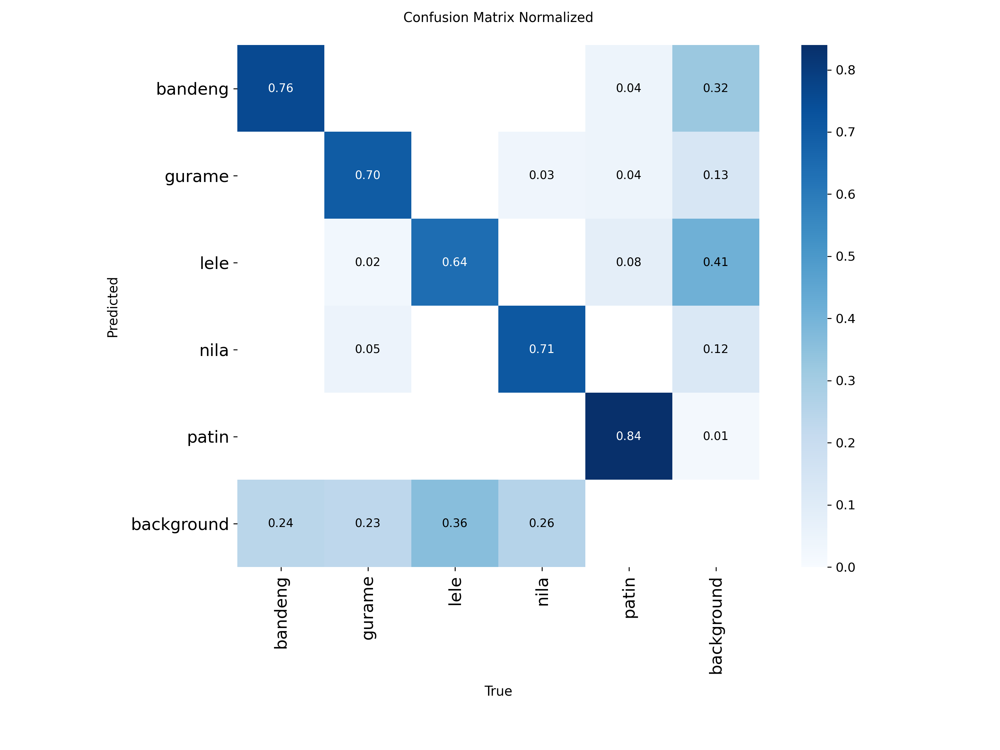 Confusion Matrix Normalized
bandeng 0.76 0.04 0.32
gurame 0.70 0.03 0.04 0.13
lele 0.02 0.64 0.08 0.41
nila 0.05 0.71 0.12
patin 0.84 0.01
background 0.24 0.23 0.36 0.26
Predicted
bandeng gurame lele nila patin background
True
0.8
0.7
0.6
0.5
0.4
0.3
0.2
0.1
0.0